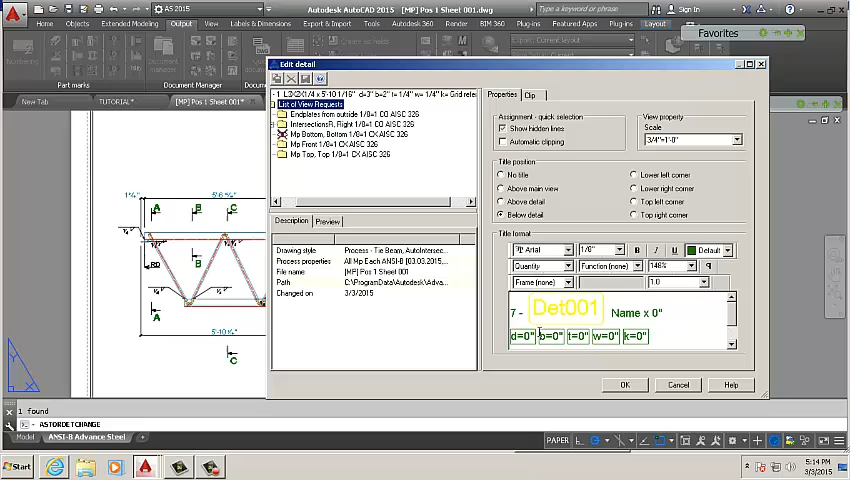 AS 2015
Autodesk AutoCAD 2015 [MP] Pos 1 Sheet 001.dwg
Type a keyword or phrase
Sign In
Home
Objects
Extended Modeling
Output
View
Labels & Dimensions
Export & Import
Tools
Autodesk 360
Render
BIM 360
Plug-ins
Featured Apps
Plug-ins
Layout
Favorites
Numbering
Document manager
Part marks
Document Manager
New Tab
TUTORIAL*
[MP] Pos 1 Sheet 001*
Edit detail
1 L3X2X1/4 x 5'-10 1/16" d=3" b=2" t= 1/4" w= 1/4" k= Grid refere
List of View Requests
Endplates from outside 1/8=1 CO AISC 326
IntersectionsR, Right 1/8=1 CX AISC 326
Mp Bottom, Bottom 1/8=1 CX AISC 326
Mp Front 1/8=1 CX AISC 326
Mp Top, Top 1/8=1 CX AISC 326
Description
Preview
Drawing style Process - Tie Beam, AutoIntersec...
Process properties All Mp Each ANSI-B [03.03.2015,...
File name [MP] Pos 1 Sheet 001
Path C:\ProgramData\Autodesk\Adva...
Changed on 3/3/2015
Properties
Clip
Assignment - quick selection
Show hidden lines
Automatic clipping
View property
Scale
3/4"=1'-0"
Title position
No title
Above main view
Above detail
Below detail
Lower left corner
Lower right corner
Top left corner
Top right corner
Title format
Arial
1/8"
B
I
U
Default
Quantity
Function (none)
146%
Frame (none)
1.0
7 - Det001 Name x 0"
d=0" b=0" t=0" w=0" k=0"
OK
Cancel
Help
A
B
C
B
A
C
RD
Y
X
1 found
ASTORDETCHANGE
Model
ANSI-B Advance Steel
PAPER
Start
5:14 PM
3/3/2015